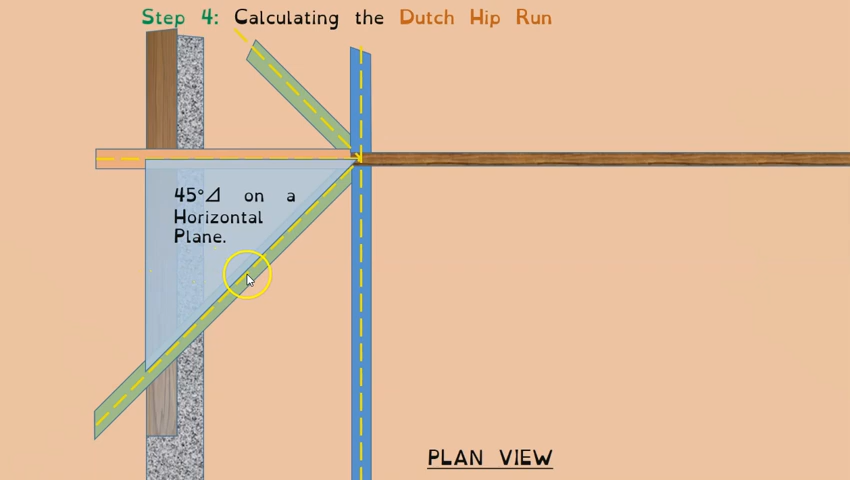 Step 4: Calculating the Dutch Hip Run
45°⊿ on a
Horizontal
Plane.
PLAN VIEW